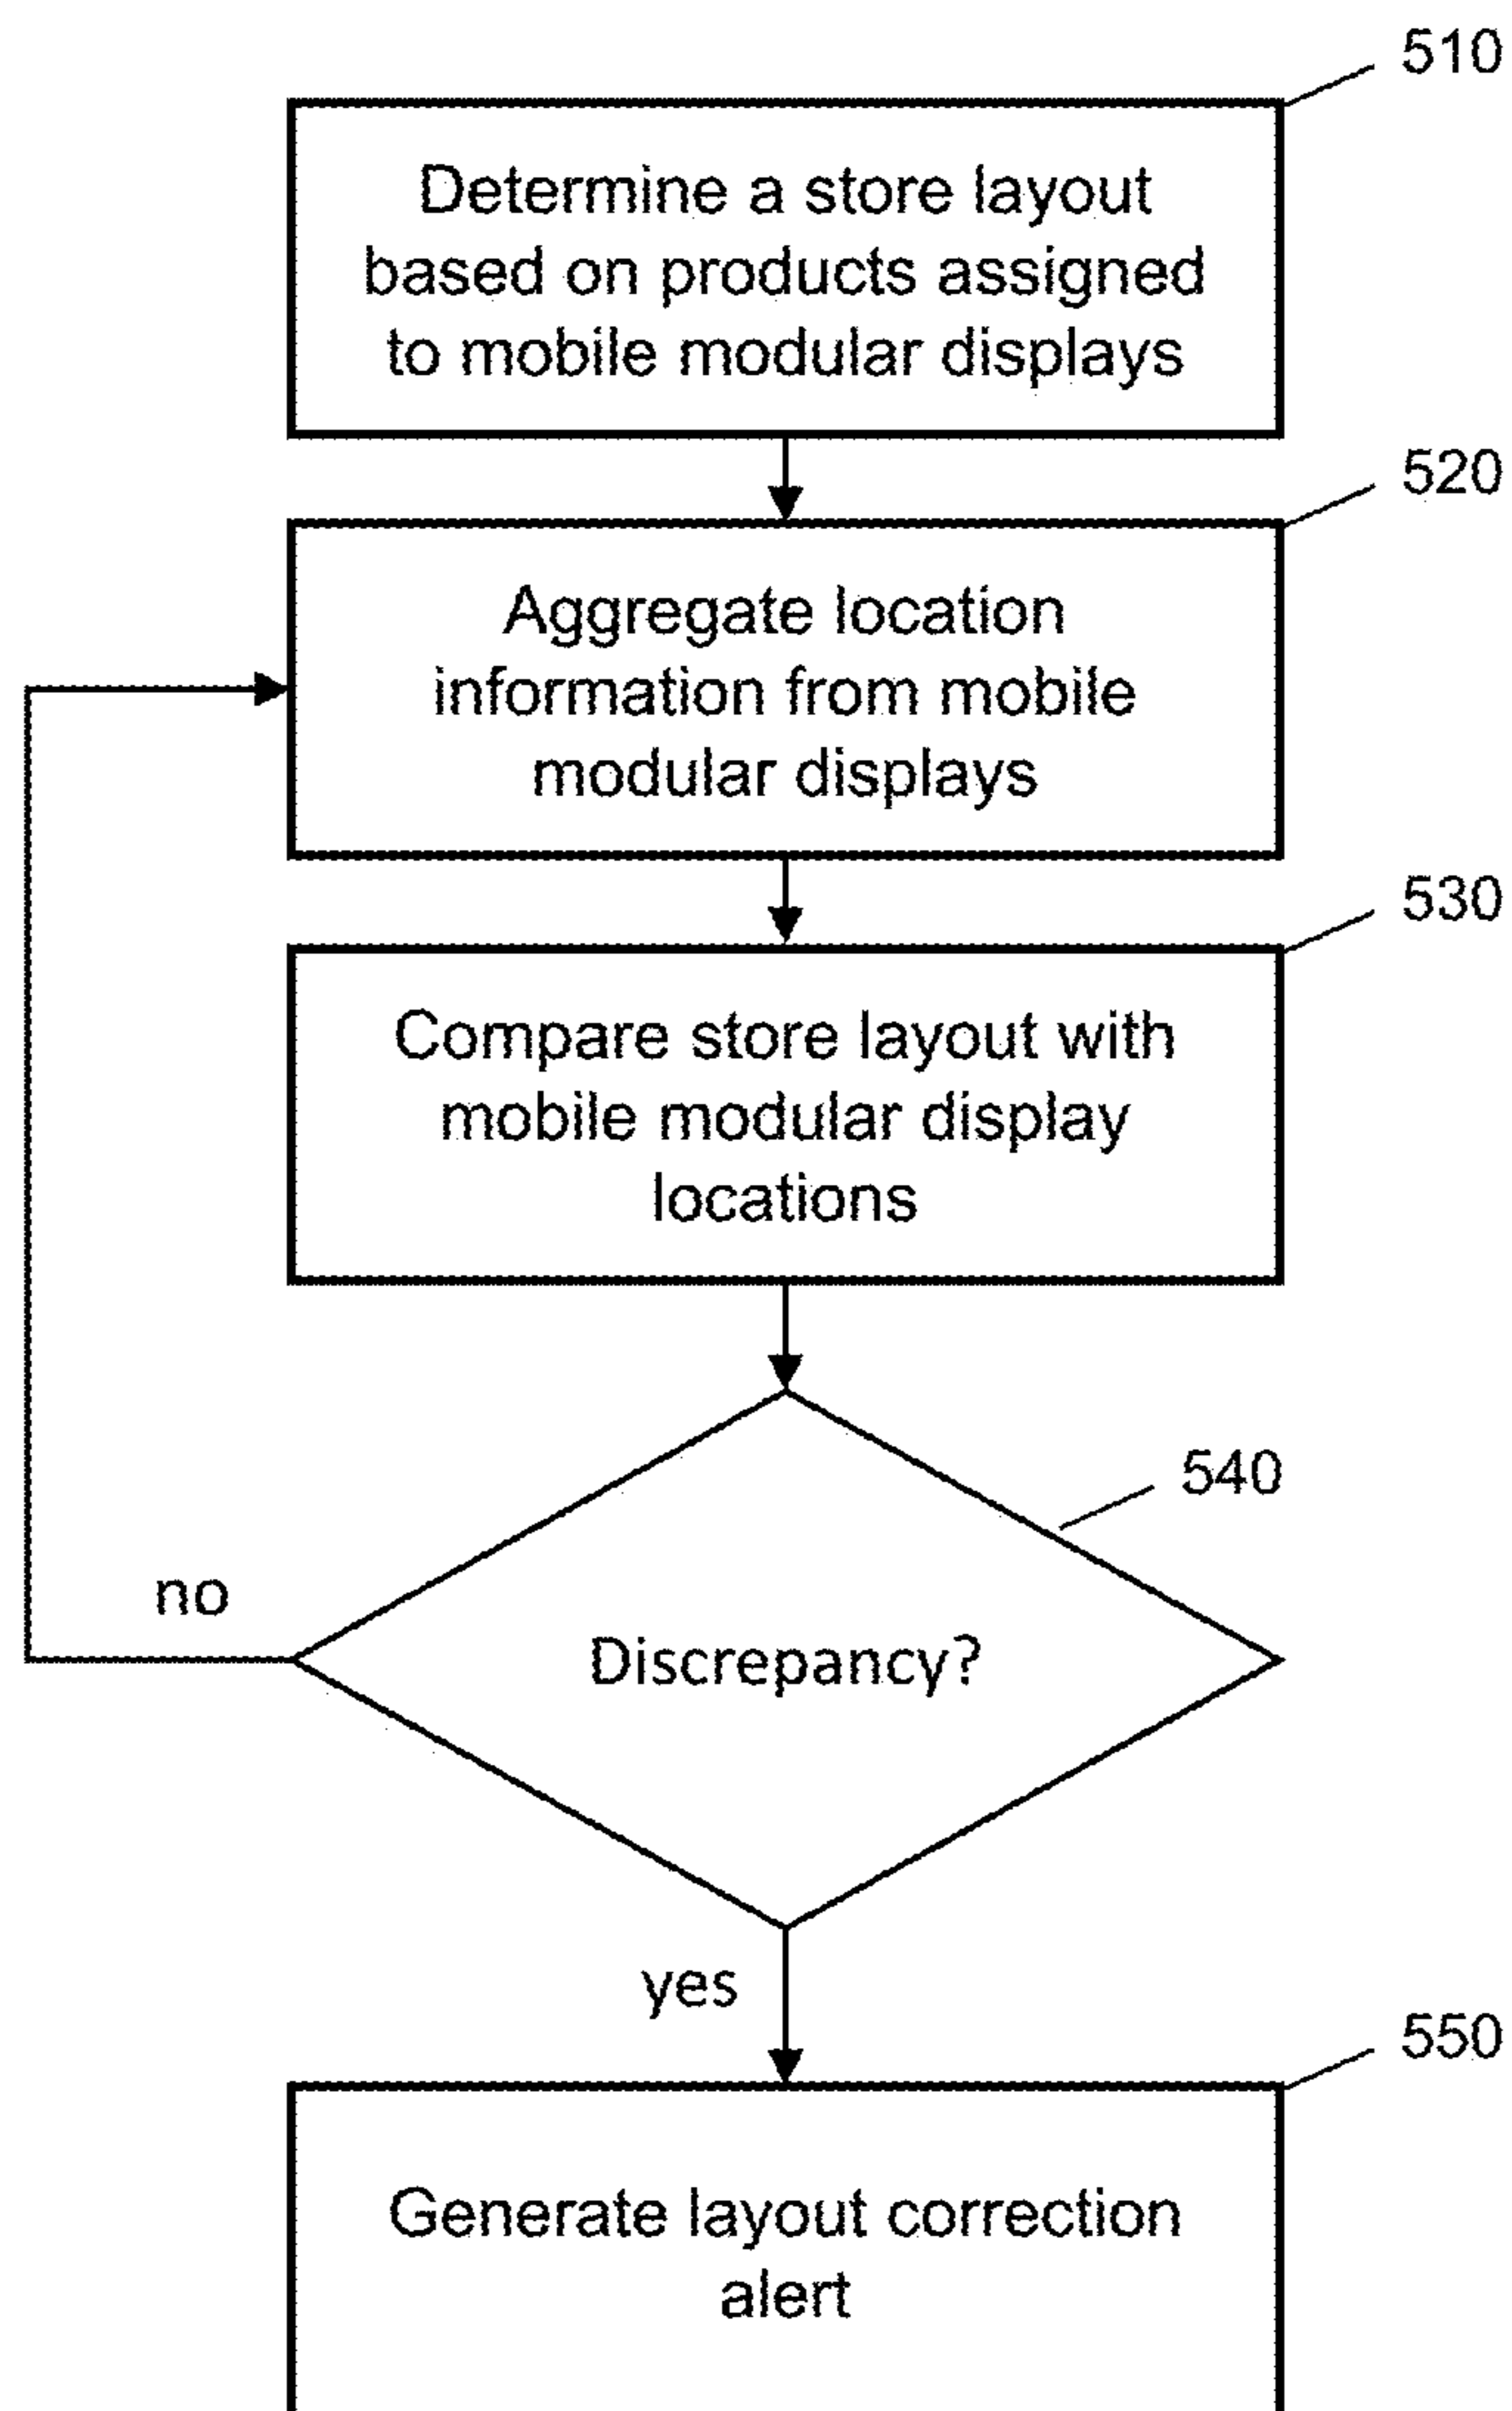 510
Determine a store layout
based on products assigned
to mobile modular displays
520
Aggregate location
information from mobile
modular displays
530
Compare store layout with
mobile modular display
locations
540
no
Discrepancy?
yes
550
Generate layout correction
alert